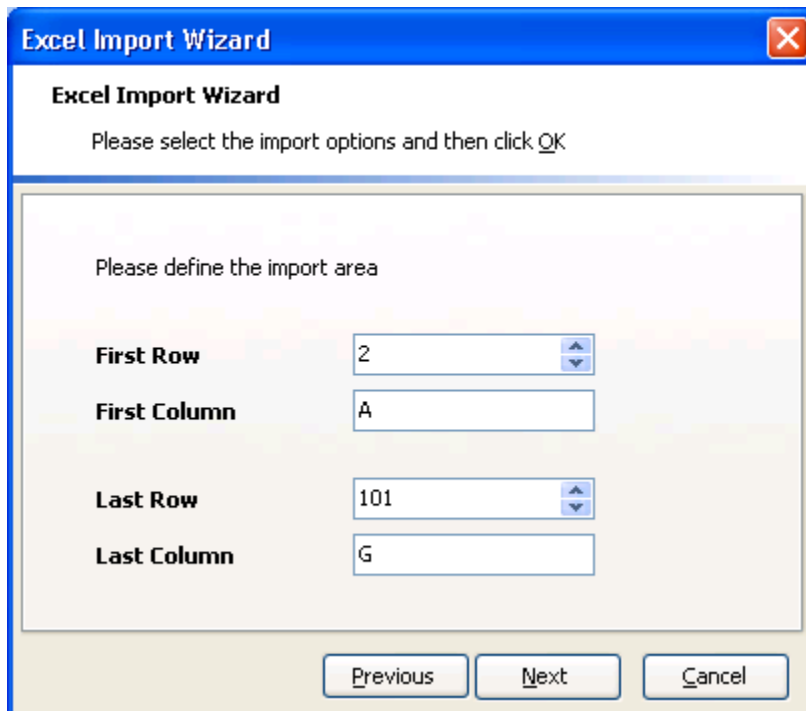 Excel Import Wizard
Excel Import Wizard
Please select the import options and then click OK
Please define the import area
First Row 2
First Column A
Last Row 101
Last Column G
Previous Next Cancel